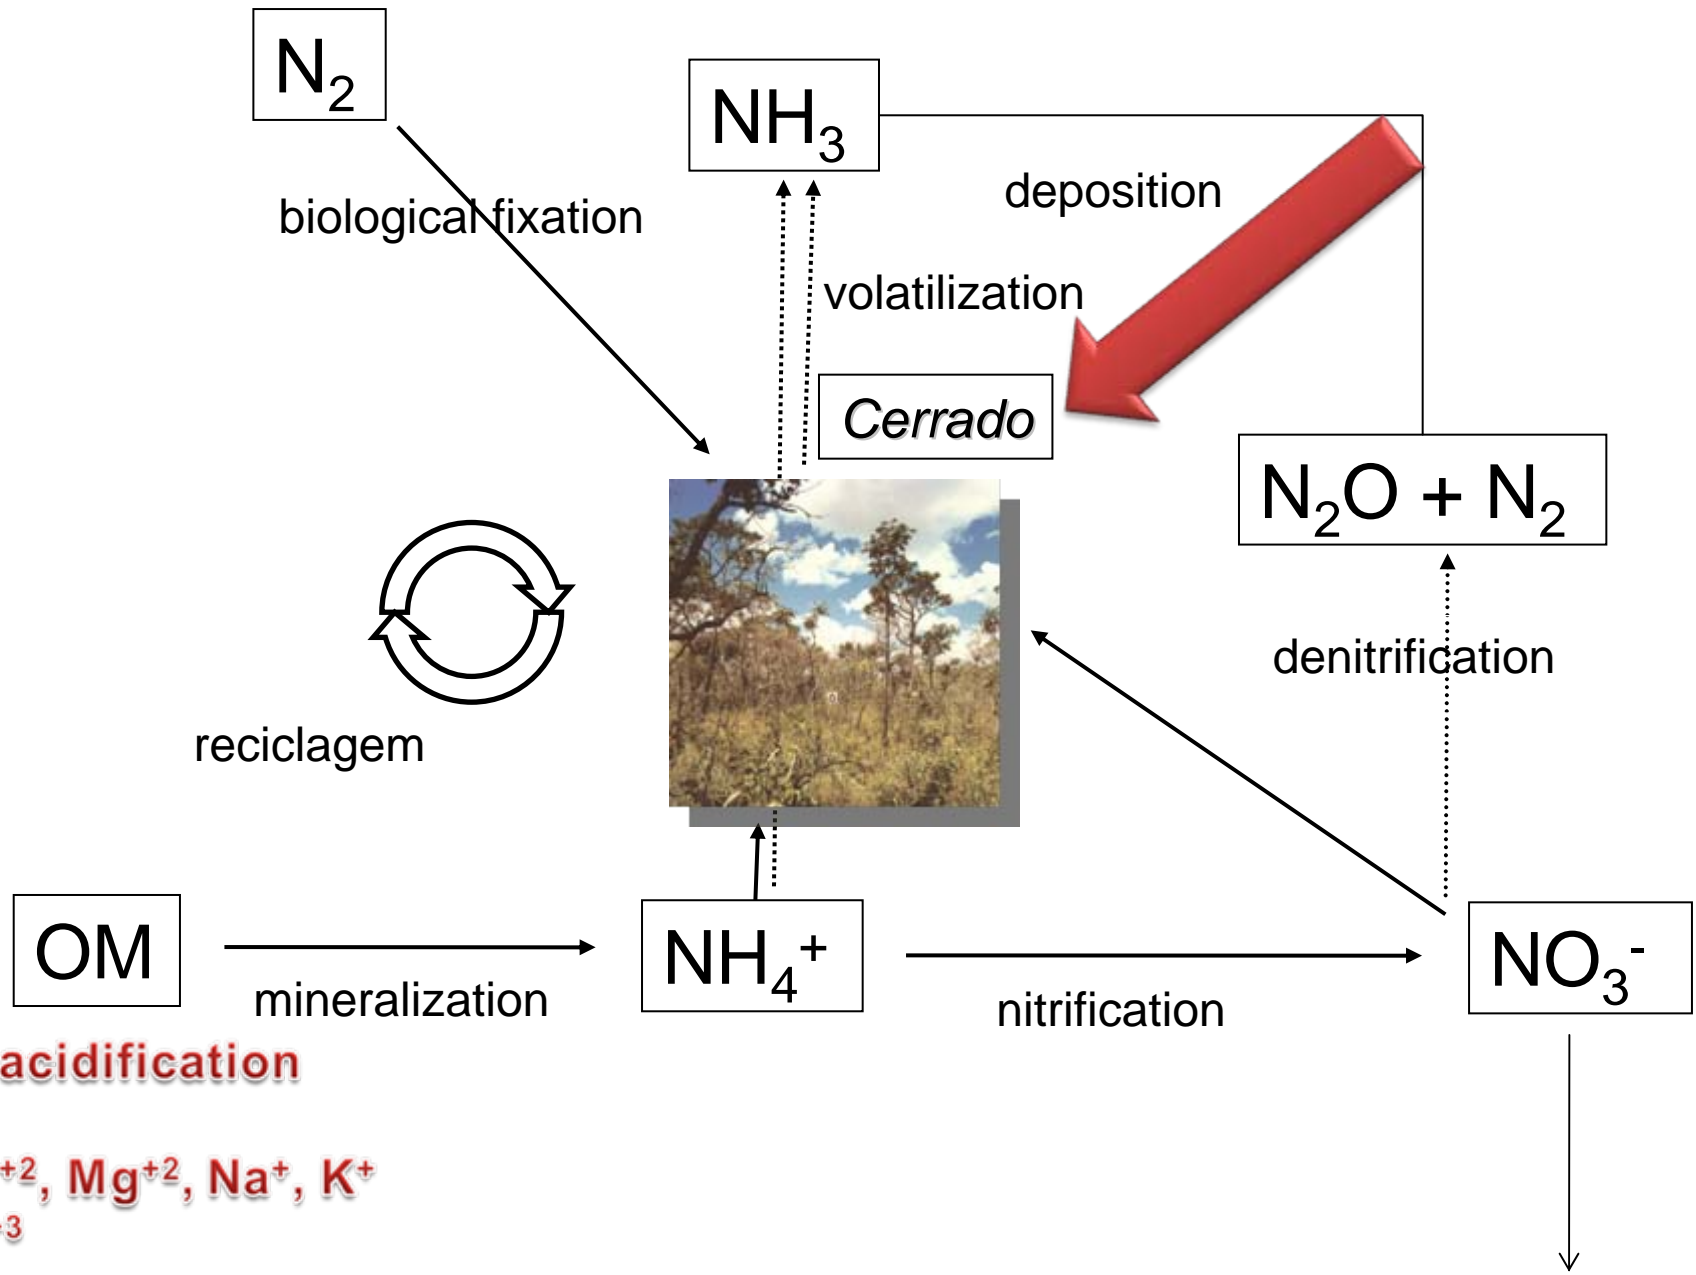 N₂
NH₃
deposition
biological fixation
volatilization
Cerrado
N₂O + N₂
denitrification
reciclagem
OM
NH₄⁺
NO₃⁻
mineralization
nitrification
acidification
⁺², Mg⁺², Na⁺, K⁺